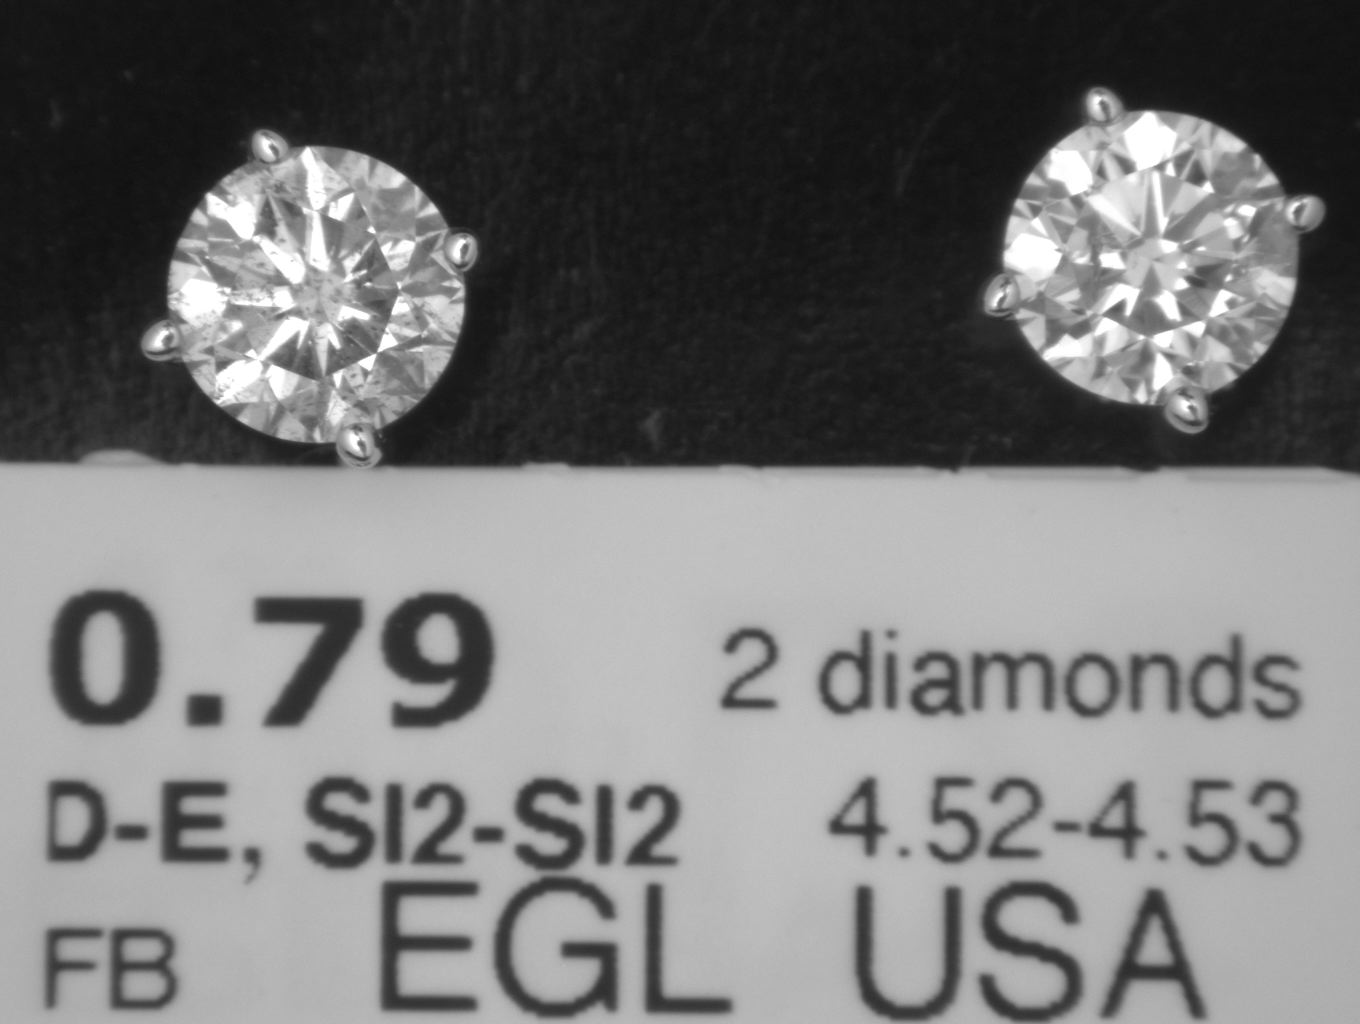 0.79 2 diamonds
D-E, SI2-SI2 4.52-4.53
FB EGL USA